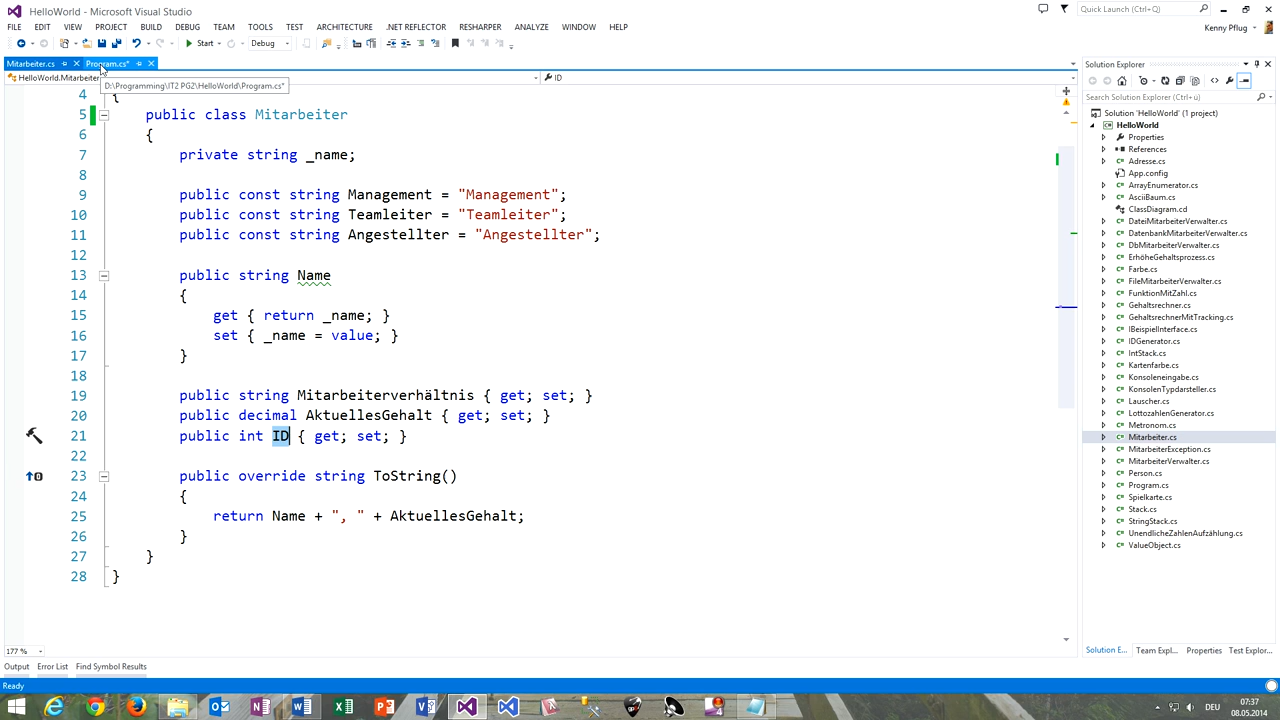 HelloWorld - Microsoft Visual Studio
Quick Launch (Ctrl+Ü)
FILE EDIT VIEW PROJECT BUILD DEBUG TEAM TOOLS TEST ARCHITECTURE .NET REFLECTOR RESHARPER ANALYZE WINDOW HELP
Kenny Pflug
Start Debug
Mitarbeiter.cs Program.cs*
HelloWorld.Mitarbeiter ID
D:\Programming\IT2 PG2\HelloWorld\Program.cs*
4 {
5 public class Mitarbeiter
6 {
7 private string _name;
8
9 public const string Management = "Management";
10 public const string Teamleiter = "Teamleiter";
11 public const string Angestellter = "Angestellter";
12
13 public string Name
14 {
15 get { return _name; }
16 set { _name = value; }
17 }
18
19 public string Mitarbeiterverhältnis { get; set; }
20 public decimal AktuellesGehalt { get; set; }
21 public int ID { get; set; }
22
23 public override string ToString()
24 {
25 return Name + ", " + AktuellesGehalt;
26 }
27 }
28 }
177 %
Output Error List Find Symbol Results
Ready
Solution Explorer
Search Solution Explorer (Ctrl+ü)
Solution 'HelloWorld' (1 project)
HelloWorld
Properties
References
Adresse.cs
App.config
ArrayEnumerator.cs
AsciiBaum.cs
ClassDiagram.cd
DateiMitarbeiterVerwalter.cs
DatenbankMitarbeiterVerwalter.cs
DbMitarbeiterVerwalter.cs
ErhöheGehaltsprozess.cs
Farbe.cs
FileMitarbeiterVerwalter.cs
FunktionMitZahl.cs
Gehaltsrechner.cs
GehaltsrechnerMitTracking.cs
IBeispielInterface.cs
IDGenerator.cs
IntStack.cs
Kartenfarbe.cs
Konsoleneingabe.cs
KonsolenTypdarsteller.cs
Lauscher.cs
LottozahlenGenerator.cs
Metronom.cs
Mitarbeiter.cs
MitarbeiterException.cs
MitarbeiterVerwalter.cs
Person.cs
Program.cs
Spielkarte.cs
Stack.cs
StringStack.cs
UnendlicheZahlenAufzählung.cs
ValueObject.cs
Solution E... Team Expl... Properties Test Explor...
DEU
07:37
08.05.2014